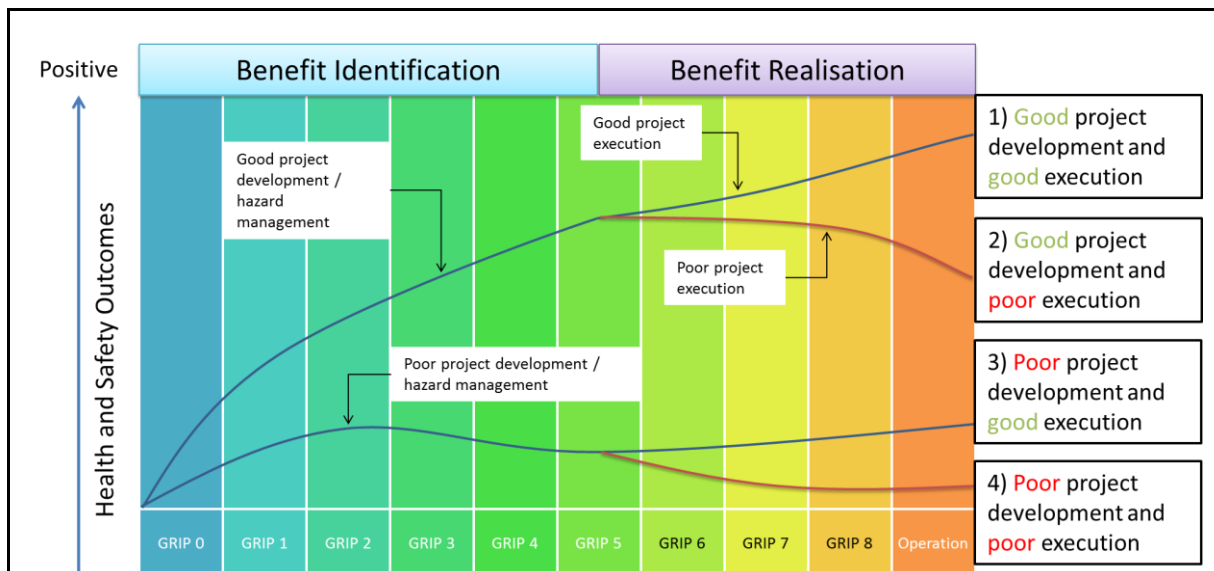 Positive
Benefit Identification
Benefit Realisation
Health and Safety Outcomes
Good project
development /
hazard
management
Good project
execution
Poor project
execution
Poor project development /
hazard management
1) Good project
development and
good execution
2) Good project
development and
poor execution
3) Poor project
development and
good execution
4) Poor project
development and
poor execution
GRIP 0
GRIP 1
GRIP 2
GRIP 3
GRIP 4
GRIP 5
GRIP 6
GRIP 7
GRIP 8
Operation